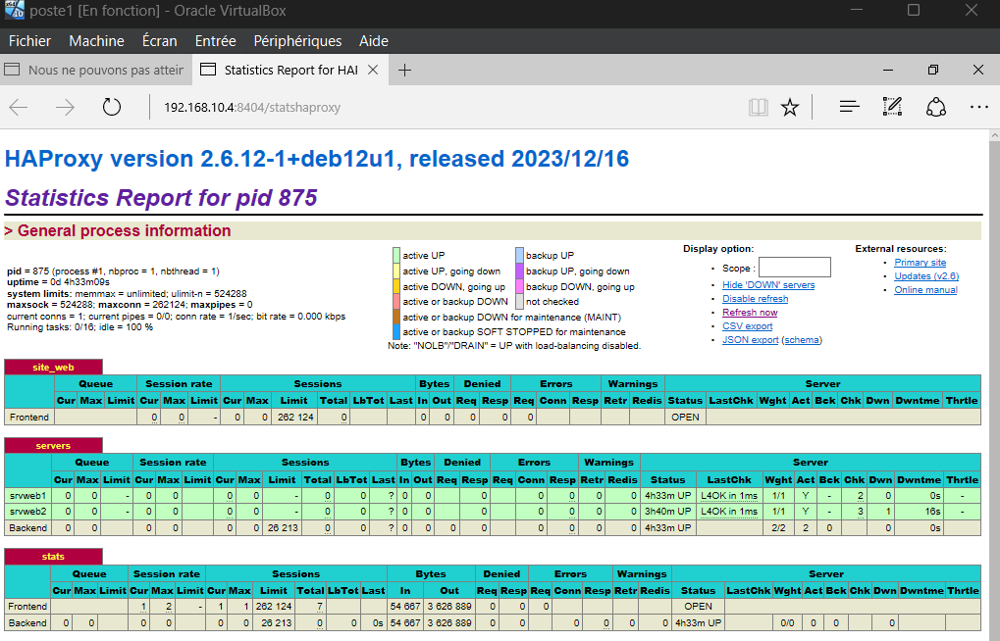 poste1 [En fonction] - Oracle VirtualBox
Fichier Machine Écran Entrée Périphériques Aide
Nous ne pouvons pas attein Statistics Report for HAI
192.168.10.4:8404/statshaproxy
HAProxy version 2.6.12-1+deb12u1, released 2023/12/16
Statistics Report for pid 875
> General process information
pid = 875 (process #1, nbproc = 1, nbthread = 1)
uptime = 0d 4h33m09s
system limits: memmax = unlimited; ulimit-n = 524288
maxsock = 524288; maxconn = 262124; maxpipes = 0
current conns = 1; current pipes = 0/0; conn rate = 1/sec; bit rate = 0.000 kbps
Running tasks: 0/16; idle = 100 %
active UP backup UP
active UP, going down backup UP, going down
active DOWN, going up backup DOWN, going up
active or backup DOWN not checked
active or backup DOWN for maintenance (MAINT)
active or backup SOFT STOPPED for maintenance
Note: "NOLB"/"DRAIN" = UP with load-balancing disabled.
Display option:
• Scope :
• Hide 'DOWN' servers
• Disable refresh
• Refresh now
• CSV export
• JSON export (schema)
External resources:
• Primary site
• Updates (v2.6)
• Online manual
site_web
Queue Session rate Sessions Bytes Denied Errors Warnings Server
Cur Max Limit Cur Max Limit Cur Max Limit Total LbTot Last In Out Req Resp Req Conn Resp Retr Redis Status LastChk Wght Act Bck Chk Dwn Dwntme Thrtle
Frontend 0 0 - 0 0 262 124 0 0 0 0 0 0 OPEN
servers
Queue Session rate Sessions Bytes Denied Errors Warnings Server
Cur Max Limit Cur Max Limit Cur Max Limit Total LbTot Last In Out Req Resp Req Conn Resp Retr Redis Status LastChk Wght Act Bck Chk Dwn Dwntme Thrtle
srvweb1 0 0 - 0 0 0 0 - 0 0 ? 0 0 0 0 0 0 0 4h33m UP L4OK in 1ms 1/1 Y - 2 0 0s -
srvweb2 0 0 - 0 0 0 0 - 0 0 ? 0 0 0 0 0 0 0 3h40m UP L4OK in 1ms 1/1 Y - 3 1 16s -
Backend 0 0 0 0 0 0 26 213 0 0 ? 0 0 0 0 0 0 0 0 4h33m UP 2/2 2 0 0 0s
stats
Queue Session rate Sessions Bytes Denied Errors Warnings Server
Cur Max Limit Cur Max Limit Cur Max Limit Total LbTot Last In Out Req Resp Req Conn Resp Retr Redis Status LastChk Wght Act Bck Chk Dwn Dwntme Thrtle
Frontend 1 2 - 1 1 262 124 7 54 667 3 626 889 0 0 0 OPEN
Backend 0 0 0 0 0 0 26 213 0 0 0s 54 667 3 626 889 0 0 0 0 0 0 4h33m UP 0/0 0 0 0